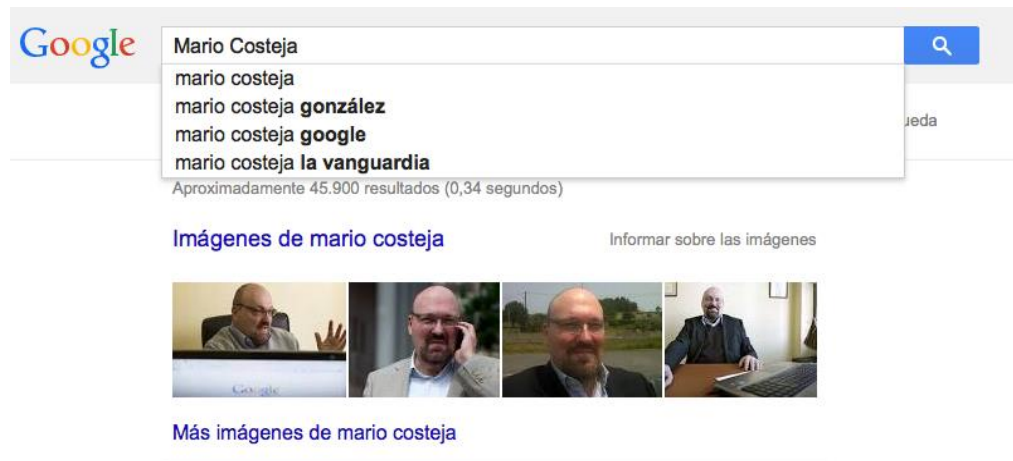 Google Mario Costeja
mario costeja
mario costeja gonzález
mario costeja google
mario costeja la vanguardia
Aproximadamente 45.900 resultados (0,34 segundos)
Imágenes de mario costeja Informar sobre las imágenes
Google
Más imágenes de mario costeja